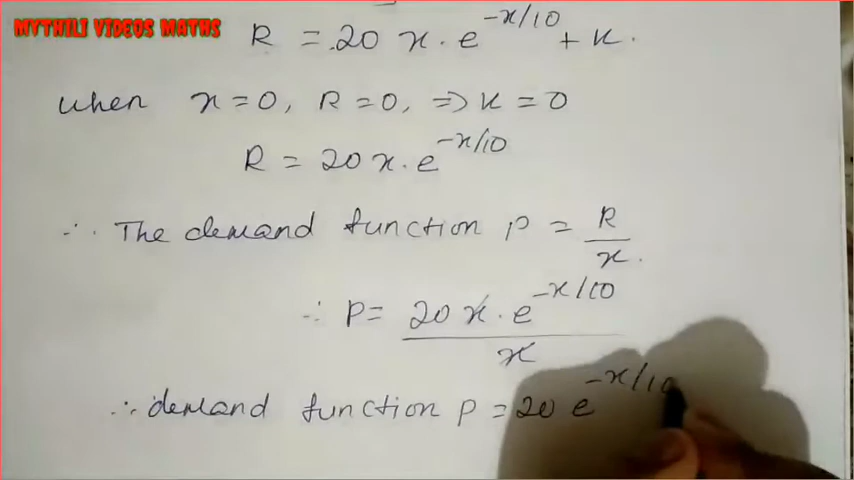 MYTHILI VIDEOS MATHS
R = 20 x · e^{-x/10} + k.
when x = 0, R = 0, ⇒ k = 0
R = 20x · e^{-x/10}
∴ The demand function p = R/x.
∴ P = 20 x · e^{-x/10} / x
∴ demand function p = 20 e^{-x/10}